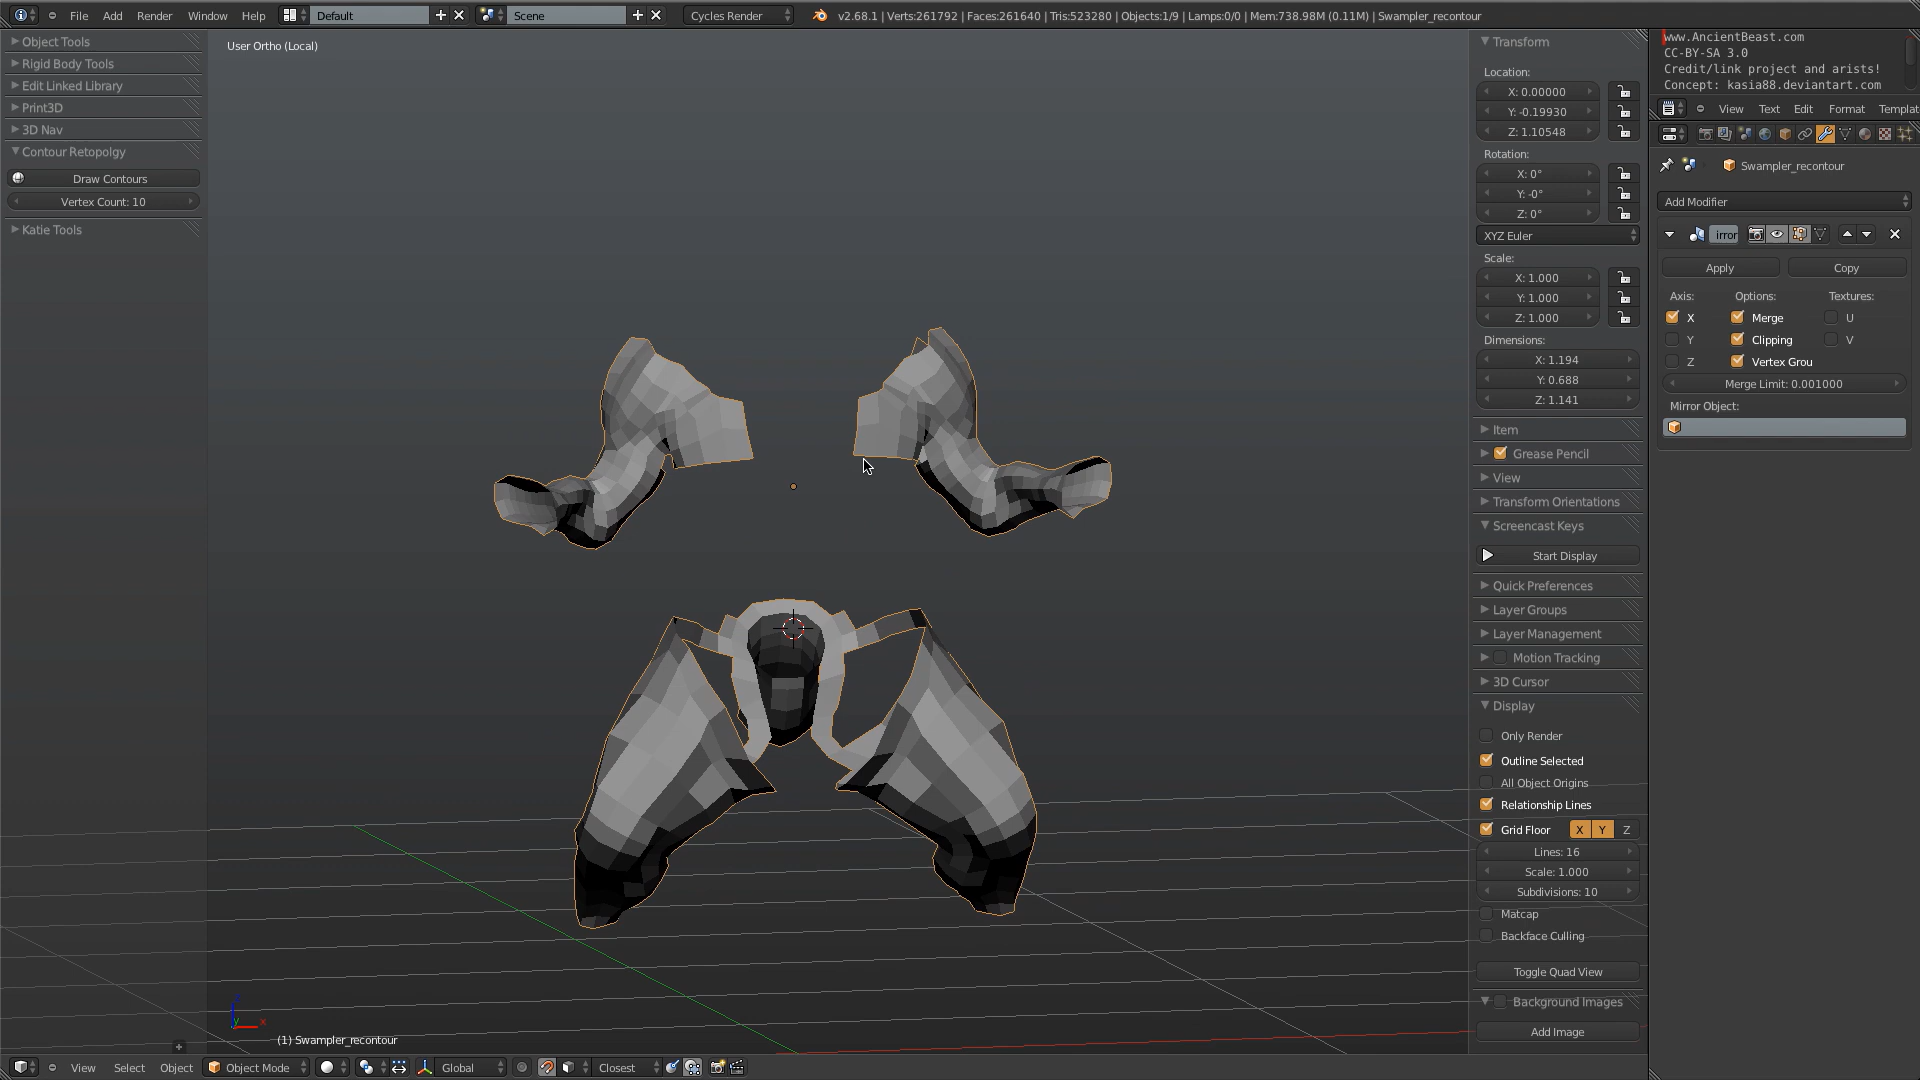 File Add Render Window Help Default Scene Cycles Render v2.68.1 | Verts:261792 | Faces:261640 | Tris:523280 | Objects:1/9 | Lamps:0/0 | Mem:738.98M (0.11M) | Swampler_recontour
Object Tools
Rigid Body Tools
Edit Linked Library
Print3D
3D Nav
Contour Retopolgy
Draw Contours
Vertex Count: 10
Katie Tools
User Ortho (Local)
(1) Swampler_recontour
Transform
Location:
X: 0.00000
Y: -0.19930
Z: 1.10548
Rotation:
X: 0°
Y: -0°
Z: 0°
XYZ Euler
Scale:
X: 1.000
Y: 1.000
Z: 1.000
Dimensions:
X: 1.194
Y: 0.688
Z: 1.141
Item
Grease Pencil
View
Transform Orientations
Screencast Keys
Start Display
Quick Preferences
Layer Groups
Layer Management
Motion Tracking
3D Cursor
Display
Only Render
Outline Selected
All Object Origins
Relationship Lines
Grid Floor X Y Z
Lines: 16
Scale: 1.000
Subdivisions: 10
Matcap
Backface Culling
Toggle Quad View
Background Images
Add Image
www.AncientBeast.com
CC-BY-SA 3.0
Credit/link project and arists!
Concept: kasia88.deviantart.com
View Text Edit Format Templat
Swampler_recontour
Add Modifier
irror
Apply Copy
Axis: Options: Textures:
X Merge U
Y Clipping V
Z Vertex Grou
Merge Limit: 0.001000
Mirror Object:
View Select Object Object Mode Global Closest